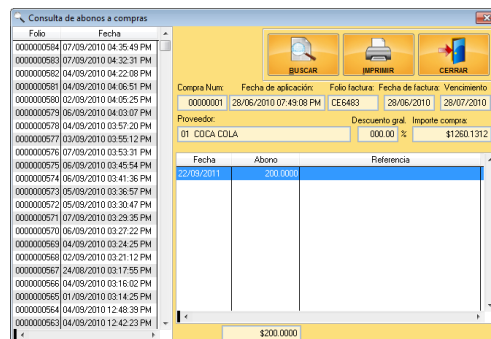 Consulta de abonos a compras
Folio Fecha
0000000584 07/09/2010 04:35:49 PM
0000000583 07/09/2010 04:32:31 PM
0000000582 04/09/2010 04:22:08 PM
0000000581 04/09/2010 04:06:51 PM
0000000580 02/09/2010 04:05:25 PM
0000000579 06/09/2010 04:03:07 PM
0000000578 04/09/2010 03:57:20 PM
0000000577 03/09/2010 03:55:12 PM
0000000576 07/09/2010 03:53:31 PM
0000000575 06/09/2010 03:45:54 PM
0000000574 06/09/2010 03:41:36 PM
0000000573 05/09/2010 03:36:57 PM
0000000572 05/09/2010 03:30:47 PM
0000000571 07/09/2010 03:29:35 PM
0000000570 06/09/2010 03:27:22 PM
0000000569 04/09/2010 03:24:25 PM
0000000568 02/09/2010 03:21:12 PM
0000000567 24/08/2010 03:17:55 PM
0000000566 04/09/2010 03:16:02 PM
0000000565 01/09/2010 03:14:25 PM
0000000564 04/09/2010 12:48:39 PM
0000000563 04/09/2010 12:42:23 PM
BUSCAR IMPRIMIR CERRAR
Compra Num: Fecha de aplicación: Folio factura: Fecha de factura: Vencimiento
00000001 28/06/2010 07:49:08 PM CE6483 28/06/2010 28/07/2010
Proveedor: Descuento gral. Importe compra:
01 COCA COLA 000.00 % $1260.1312
Fecha Abono Referencia
22/09/2011 200.0000
$200.0000